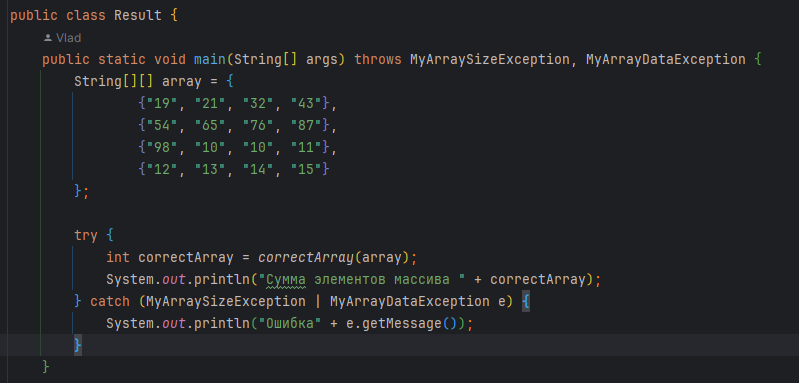 public class Result {
Vlad
public static void main(String[] args) throws MyArraySizeException, MyArrayDataException {
String[][] array = {
{"19", "21", "32", "43"},
{"54", "65", "76", "87"},
{"98", "10", "10", "11"},
{"12", "13", "14", "15"}
};
try {
int correctArray = correctArray(array);
System.out.println("Сумма элементов массива " + correctArray);
} catch (MyArraySizeException | MyArrayDataException e) {
System.out.println("Ошибка" + e.getMessage());
}
}